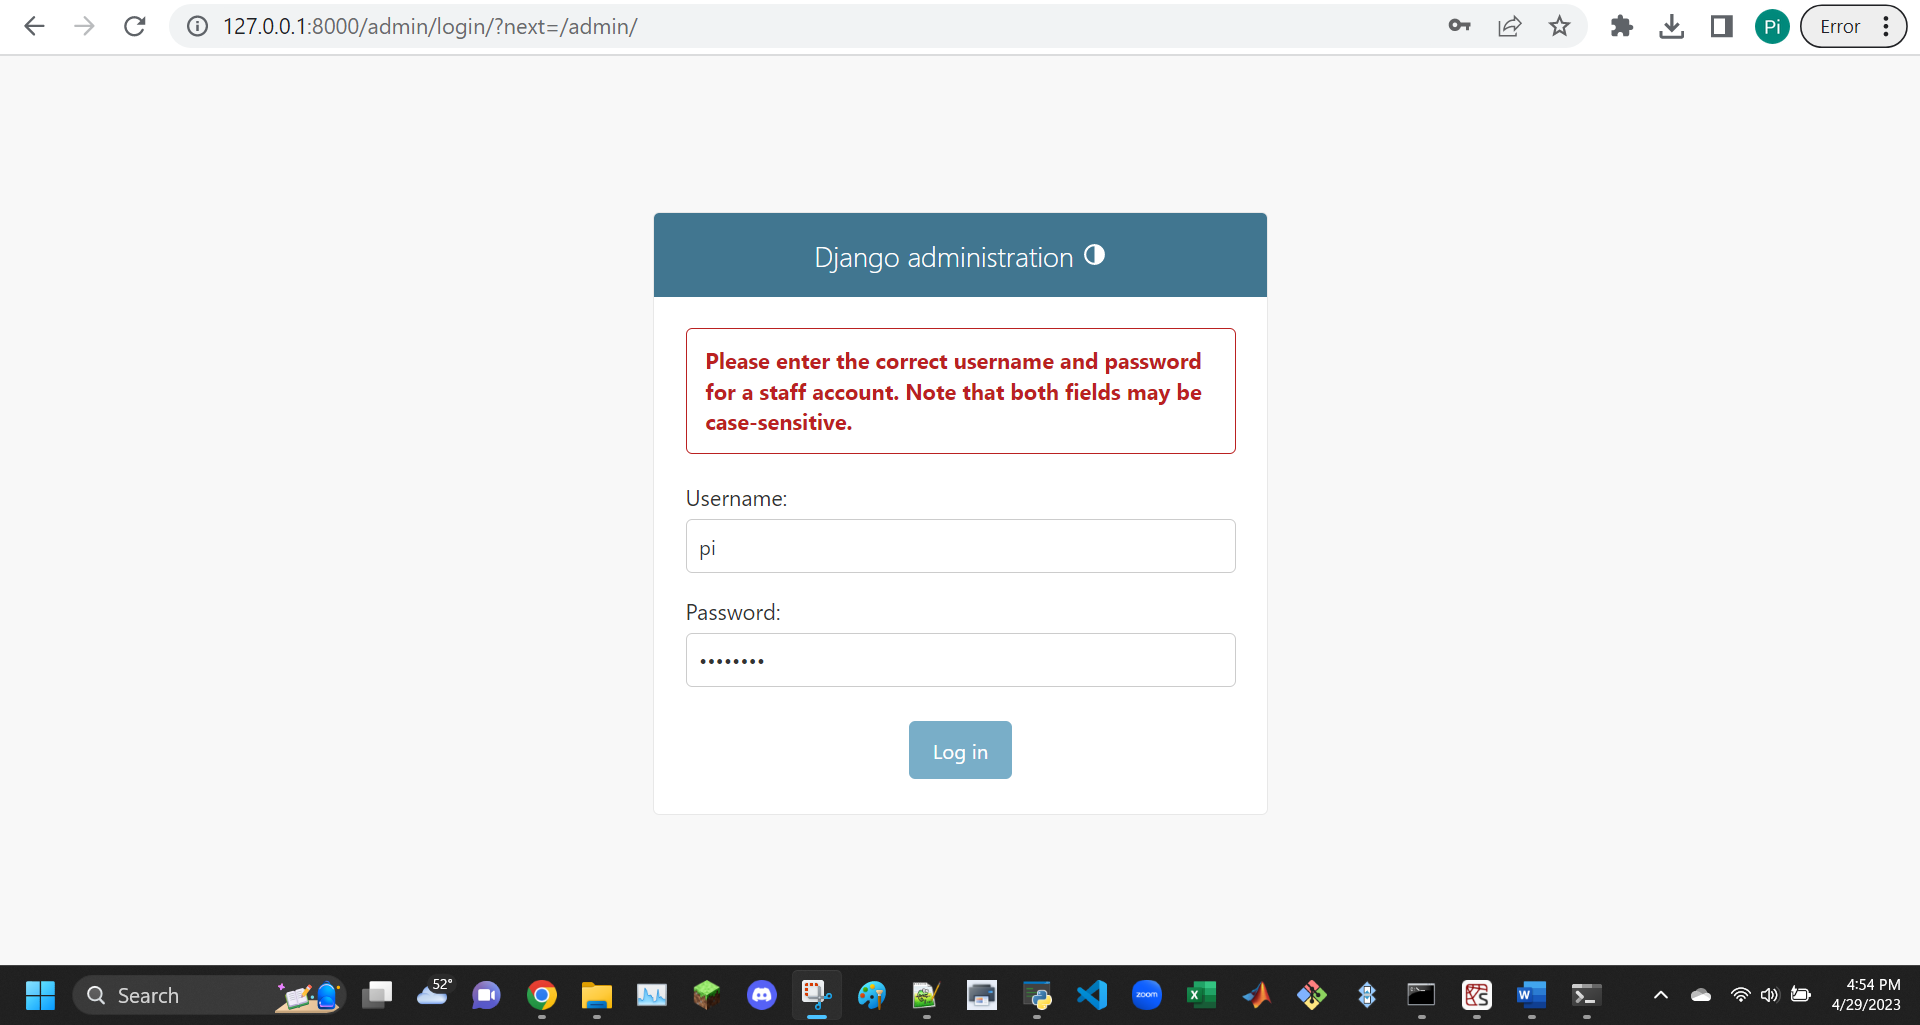 127.0.0.1:8000/admin/login/?next=/admin/
Pi
Error
Django administration
Please enter the correct username and password
for a staff account. Note that both fields may be
case-sensitive.
Username:
pi
Password:
••••••••
Log in
Search
52°
zoom
X
S
W
4:54 PM
4/29/2023